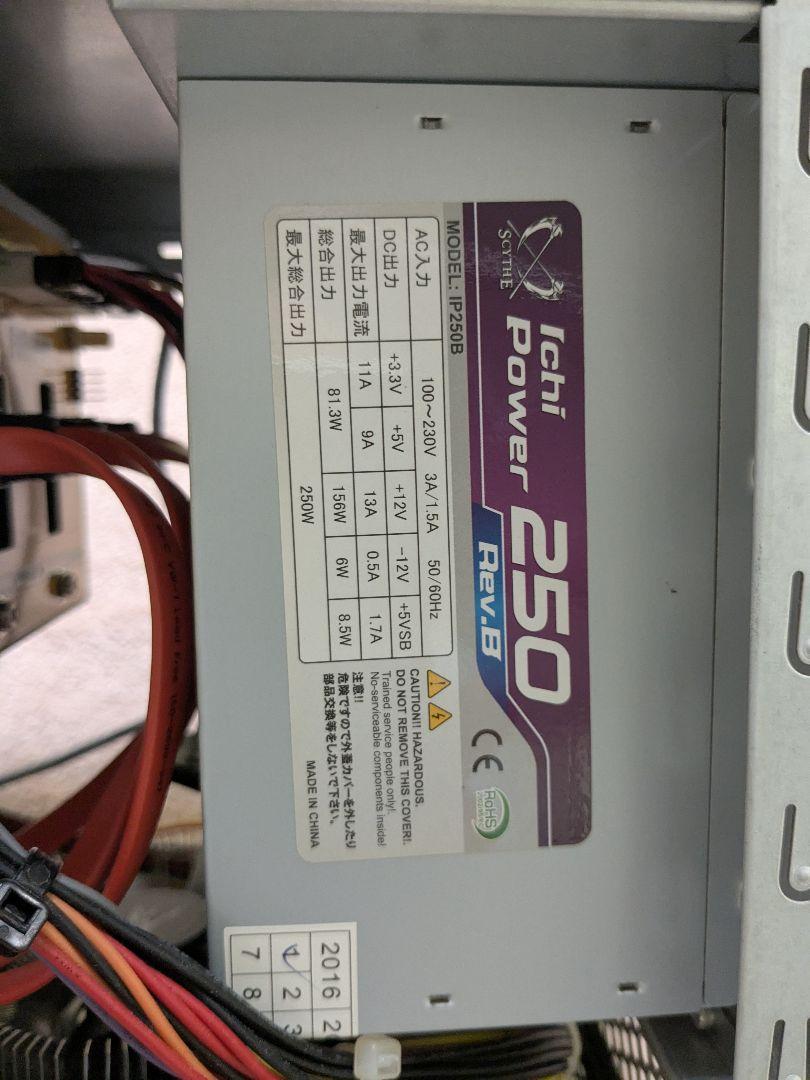 SCYTHE
Ichi
Power 250
Rev.B
MODEL: IP250B
CE
RoHS
AC入力 100～230V 3A/1.5A 50/60Hz
DC出力 +3.3V +5V +12V −12V +5VSB
最大出力電流 11A 9A 13A 0.5A 1.7A
総合出力 81.3W 156W 6W 8.5W
最大総合出力 250W
CAUTION!! HAZARDOUS.
DO NOT REMOVE THIS COVER!.
Trained service people only!.
No-serviceable components inside!
注意!!
危険ですので外蓋カバーを外したり
部品交換等をしないで下さい。
MADE IN CHINA
2016 2
1 2 3
7 8